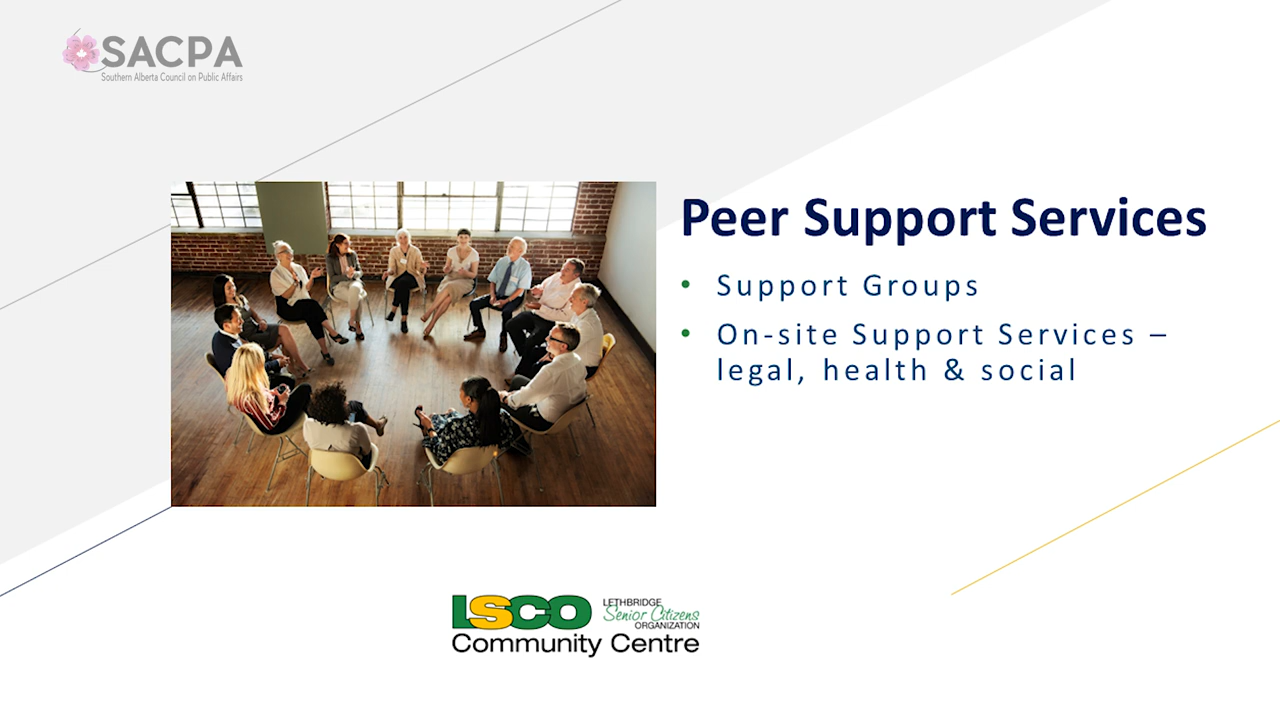 SACPA
Southern Alberta Council on Public Affairs
Peer Support Services
• Support Groups
• On-site Support Services –
legal, health & social
LSCO
LETHBRIDGE
Senior Citizens
ORGANIZATION
Community Centre